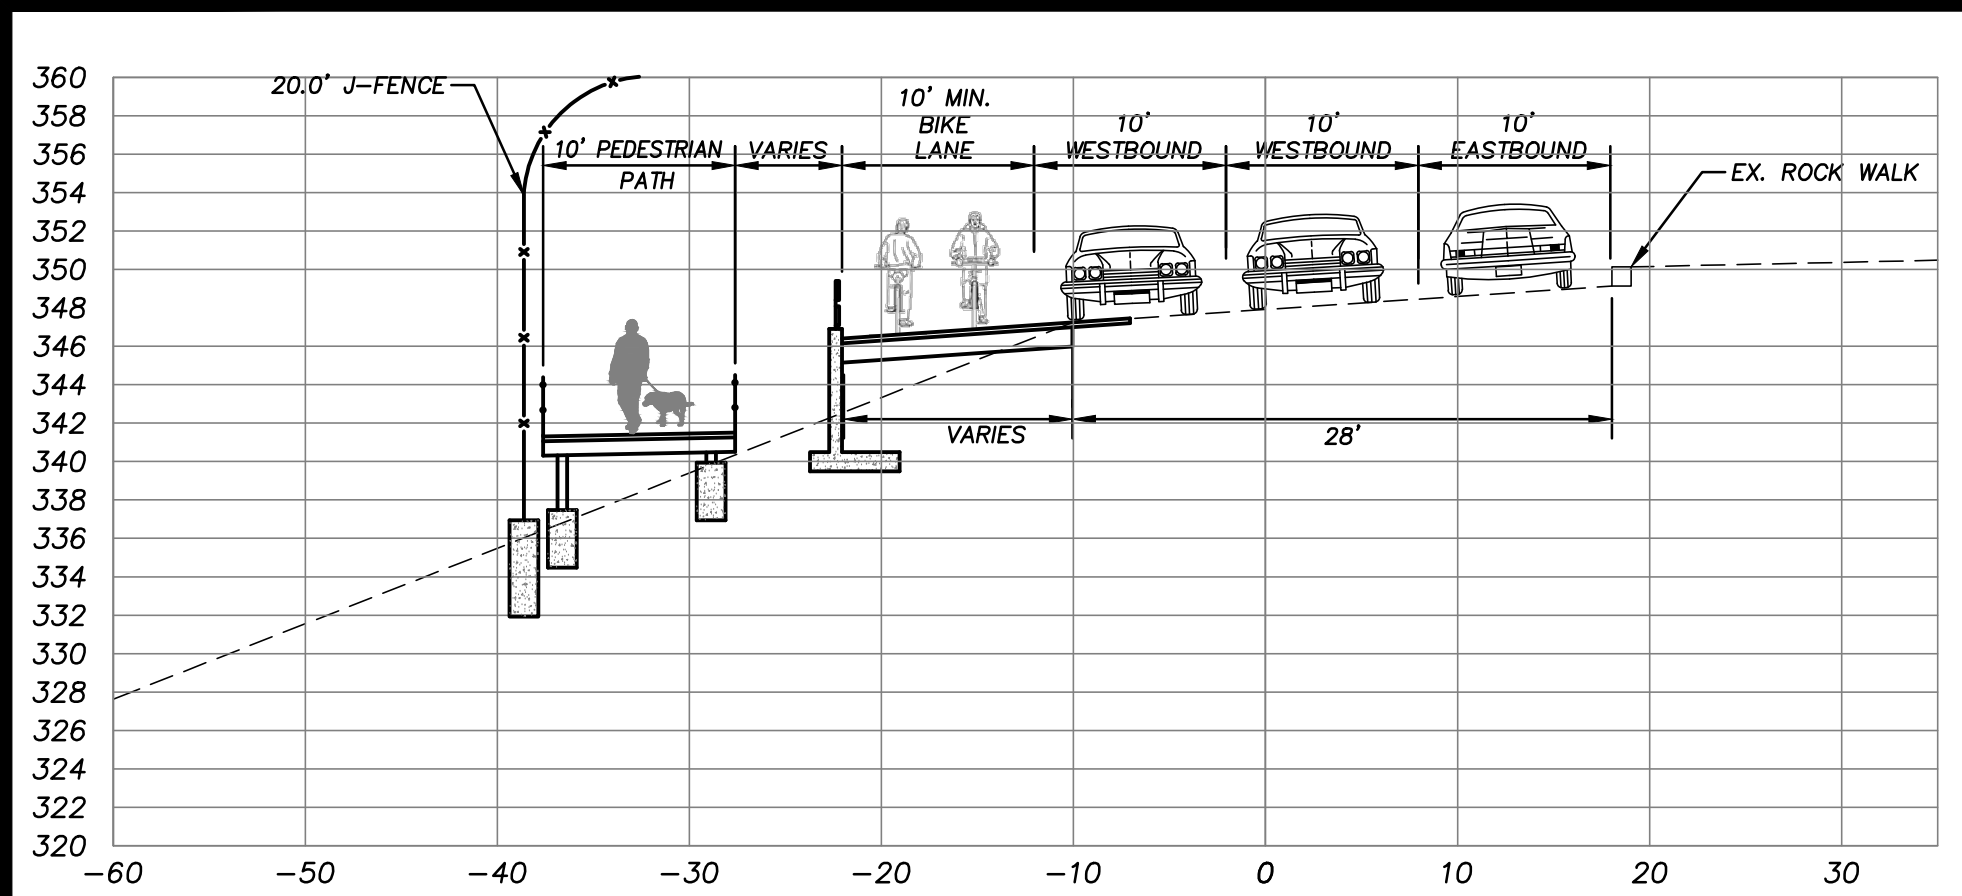 360
358
356
354
352
350
348
346
344
342
340
338
336
334
332
330
328
326
324
322
320
20.0' J-FENCE
10' PEDESTRIAN
PATH
VARIES
10' MIN.
BIKE
LANE
10'
WESTBOUND
10'
WESTBOUND
10'
EASTBOUND
EX. ROCK WALK
VARIES
28'
-60
-50
-40
-30
-20
-10
0
10
20
30